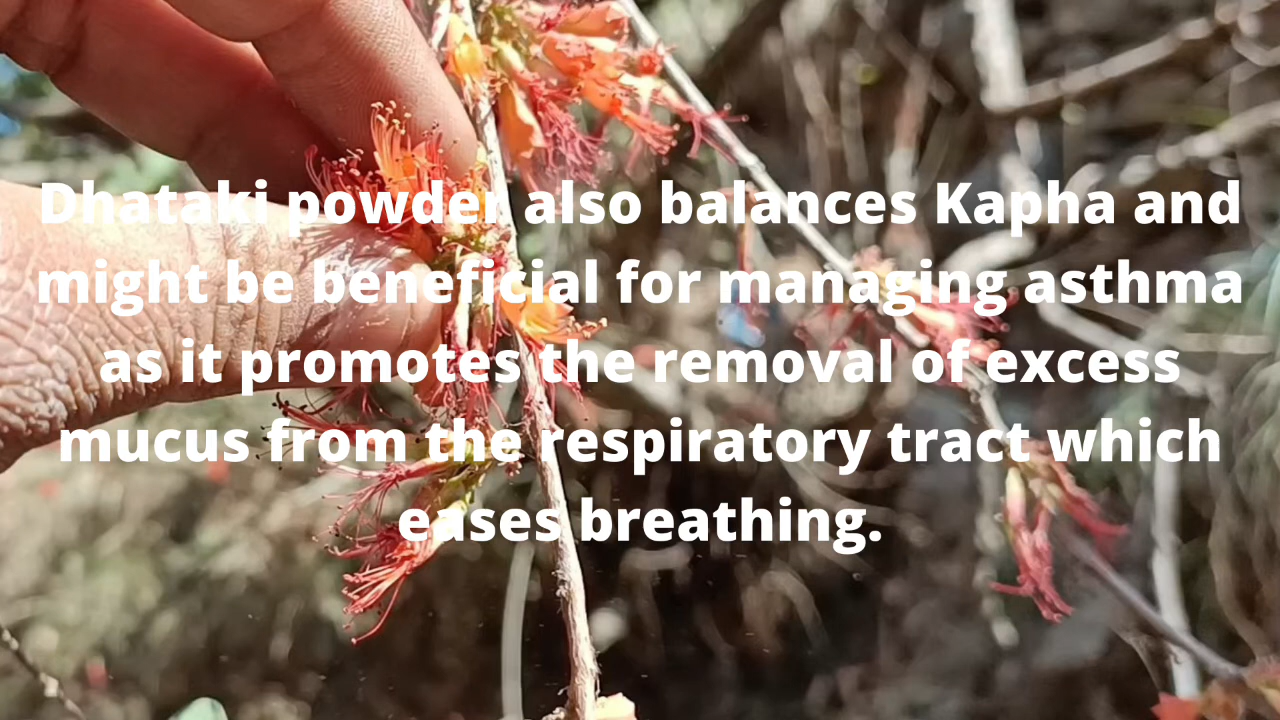 Dhataki powder also balances Kapha and
might be beneficial for managing asthma
as it promotes the removal of excess
mucus from the respiratory tract which
eases breathing.